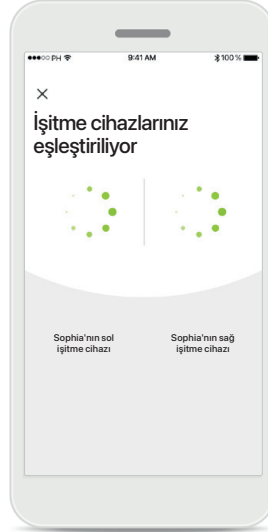 PH 9:41 AM 100 %
İşitme cihazlarınız
eşleştiriliyor
Sophia'nın sol
işitme cihazı
Sophia'nın sağ
işitme cihazı